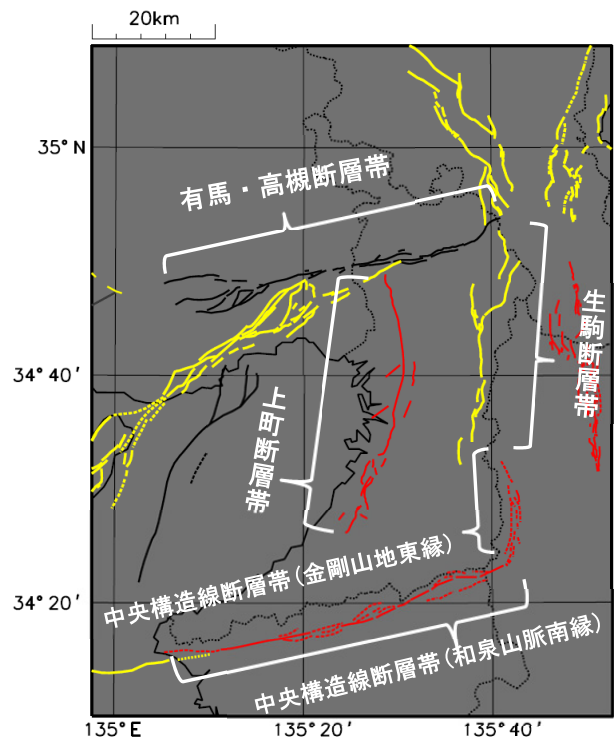 20km
35° N
有馬・高槻断層帯
生駒断層帯
34° 40′
上町断層帯
中央構造線断層帯(金剛山地東縁)
34° 20′
中央構造線断層帯(和泉山脈南縁)
135° E
135° 20′
135° 40′